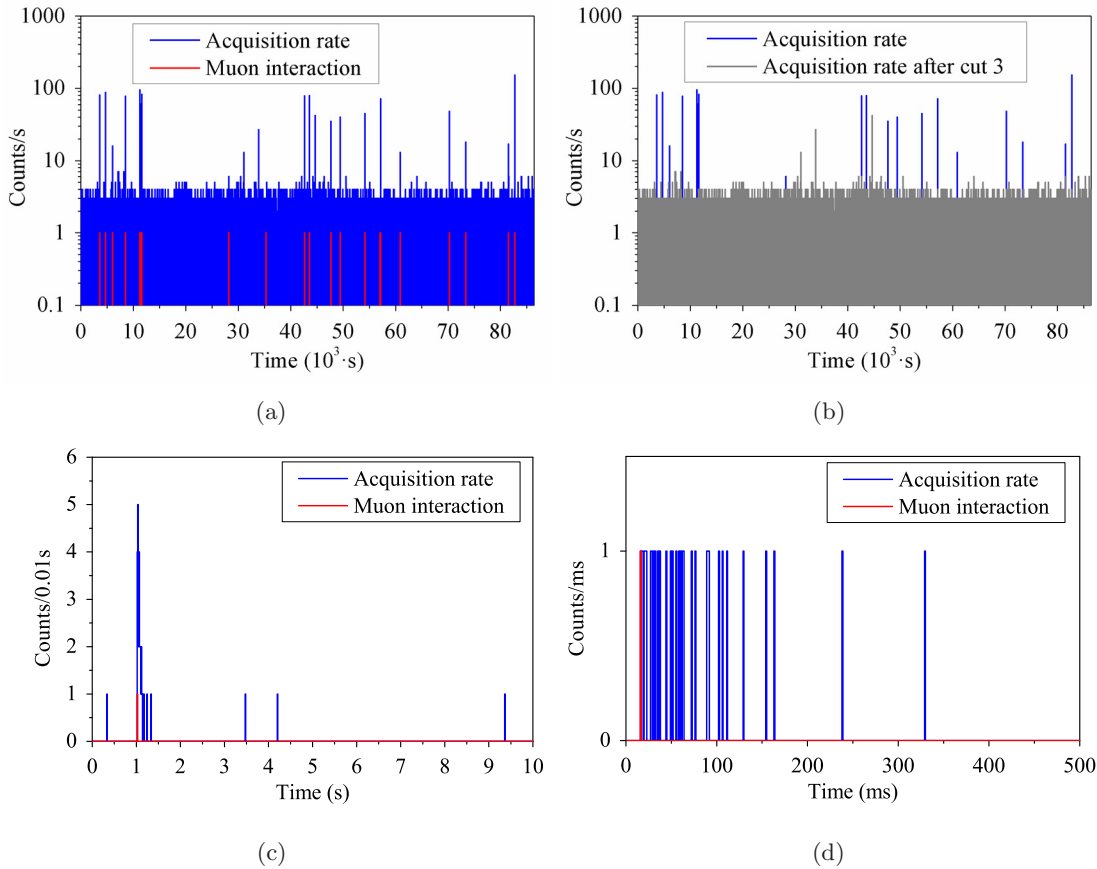 1000
100
10
1
0.1
Counts/s
Acquisition rate
Muon interaction
0 10 20 30 40 50 60 70 80
Time (10³·s)
(a)
1000
100
10
1
0.1
Counts/s
Acquisition rate
Acquisition rate after cut 3
0 10 20 30 40 50 60 70 80
Time (10³·s)
(b)
6
5
4
3
2
1
0
Counts/0.01s
Acquisition rate
Muon interaction
0 1 2 3 4 5 6 7 8 9 10
Time (s)
(c)
1
0
Counts/ms
Acquisition rate
Muon interaction
0 100 200 300 400 500
Time (ms)
(d)